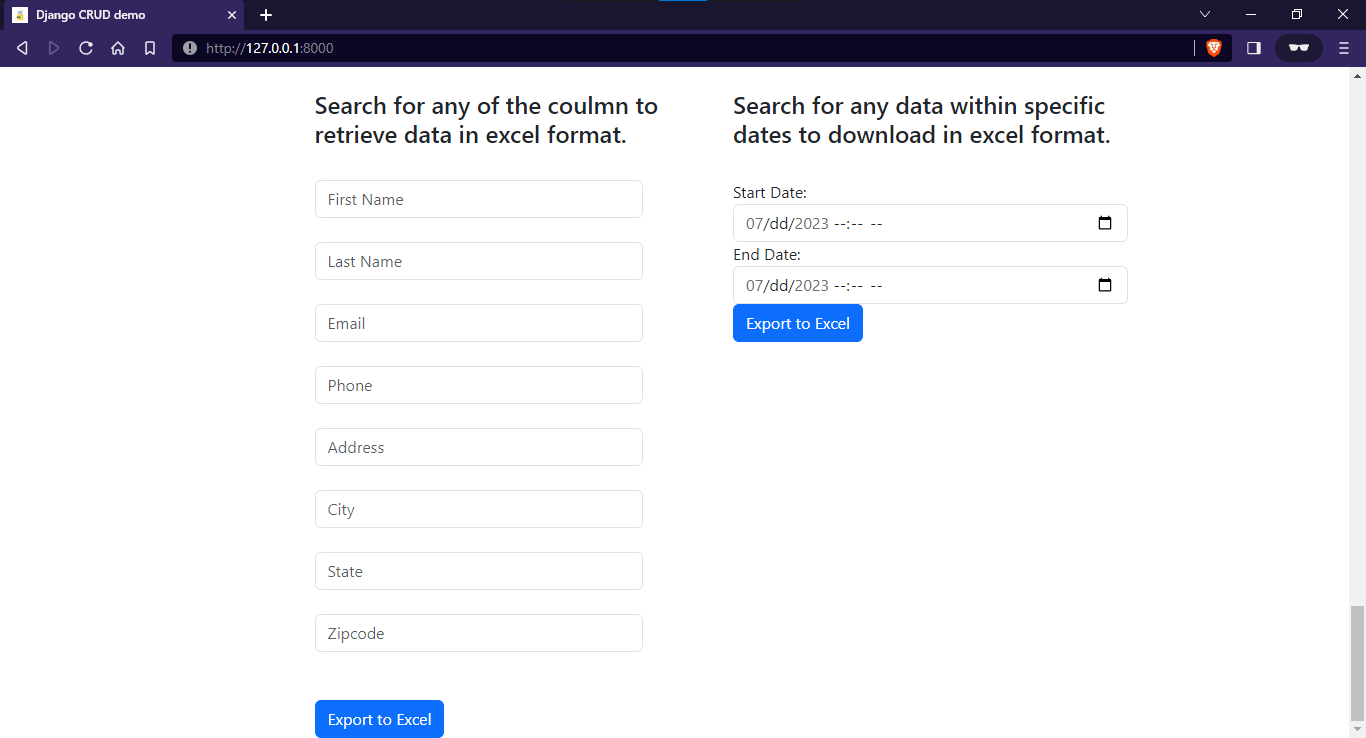 Django CRUD demo
http://127.0.0.1:8000
Search for any of the coulmn to
retrieve data in excel format.
First Name
Last Name
Email
Phone
Address
City
State
Zipcode
Export to Excel
Search for any data within specific
dates to download in excel format.
Start Date:
07/dd/2023 --:-- --
End Date:
07/dd/2023 --:-- --
Export to Excel